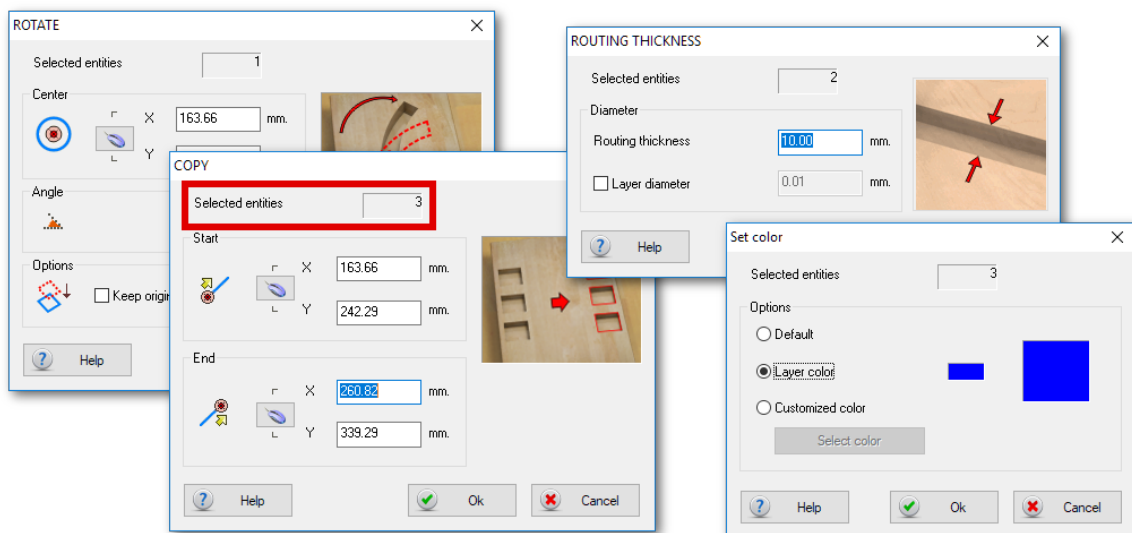 ROTATE
Selected entities 1
Center
X 163.66 mm.
Y
Angle
Options
Keep origin
Help
COPY
Selected entities 3
Start
X 163.66 mm.
Y 242.29 mm.
End
X 260.82 mm.
Y 339.29 mm.
Help Ok Cancel
ROUTING THICKNESS
Selected entities 2
Diameter
Routing thickness 10.00 mm.
Layer diameter 0.01 mm.
Help
Set color
Selected entities 3
Options
Default
Layer color
Customized color
Select color
Help Ok Cancel